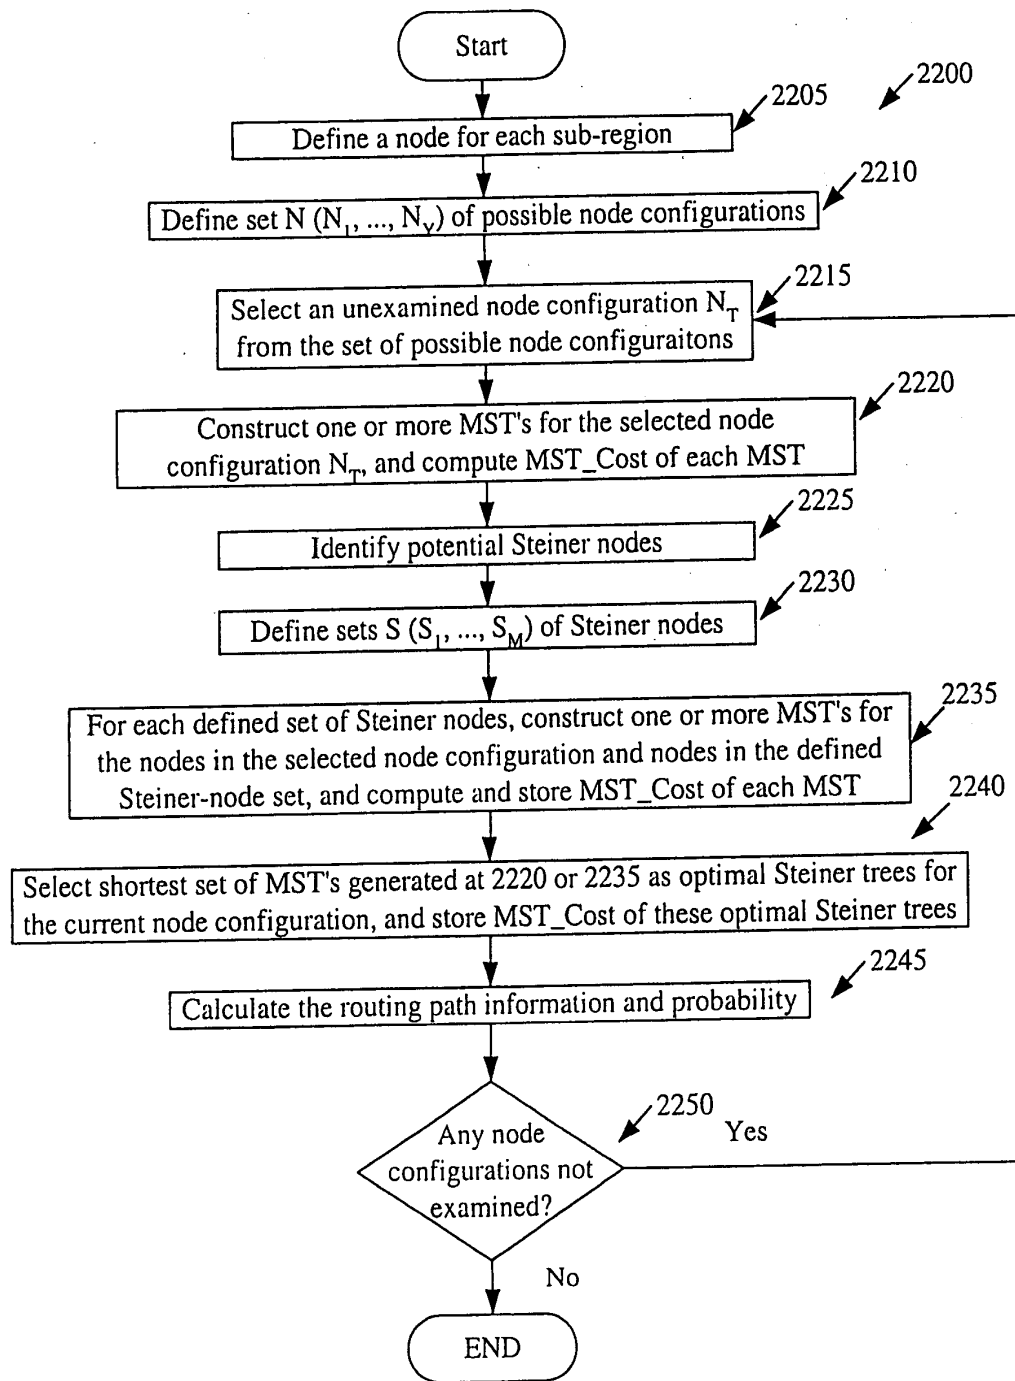 Start
2200
2205
Define a node for each sub-region
2210
Define set N (N1, ..., NY) of possible node configurations
2215
Select an unexamined node configuration NT
from the set of possible node configuraitons
2220
Construct one or more MST's for the selected node
configuration NT, and compute MST_Cost of each MST
2225
Identify potential Steiner nodes
2230
Define sets S (S1, ..., SM) of Steiner nodes
2235
For each defined set of Steiner nodes, construct one or more MST's for
the nodes in the selected node configuration and nodes in the defined
Steiner-node set, and compute and store MST_Cost of each MST
2240
Select shortest set of MST's generated at 2220 or 2235 as optimal Steiner trees for
the current node configuration, and store MST_Cost of these optimal Steiner trees
2245
Calculate the routing path information and probability
2250
Yes
Any node
configurations not
examined?
No
END